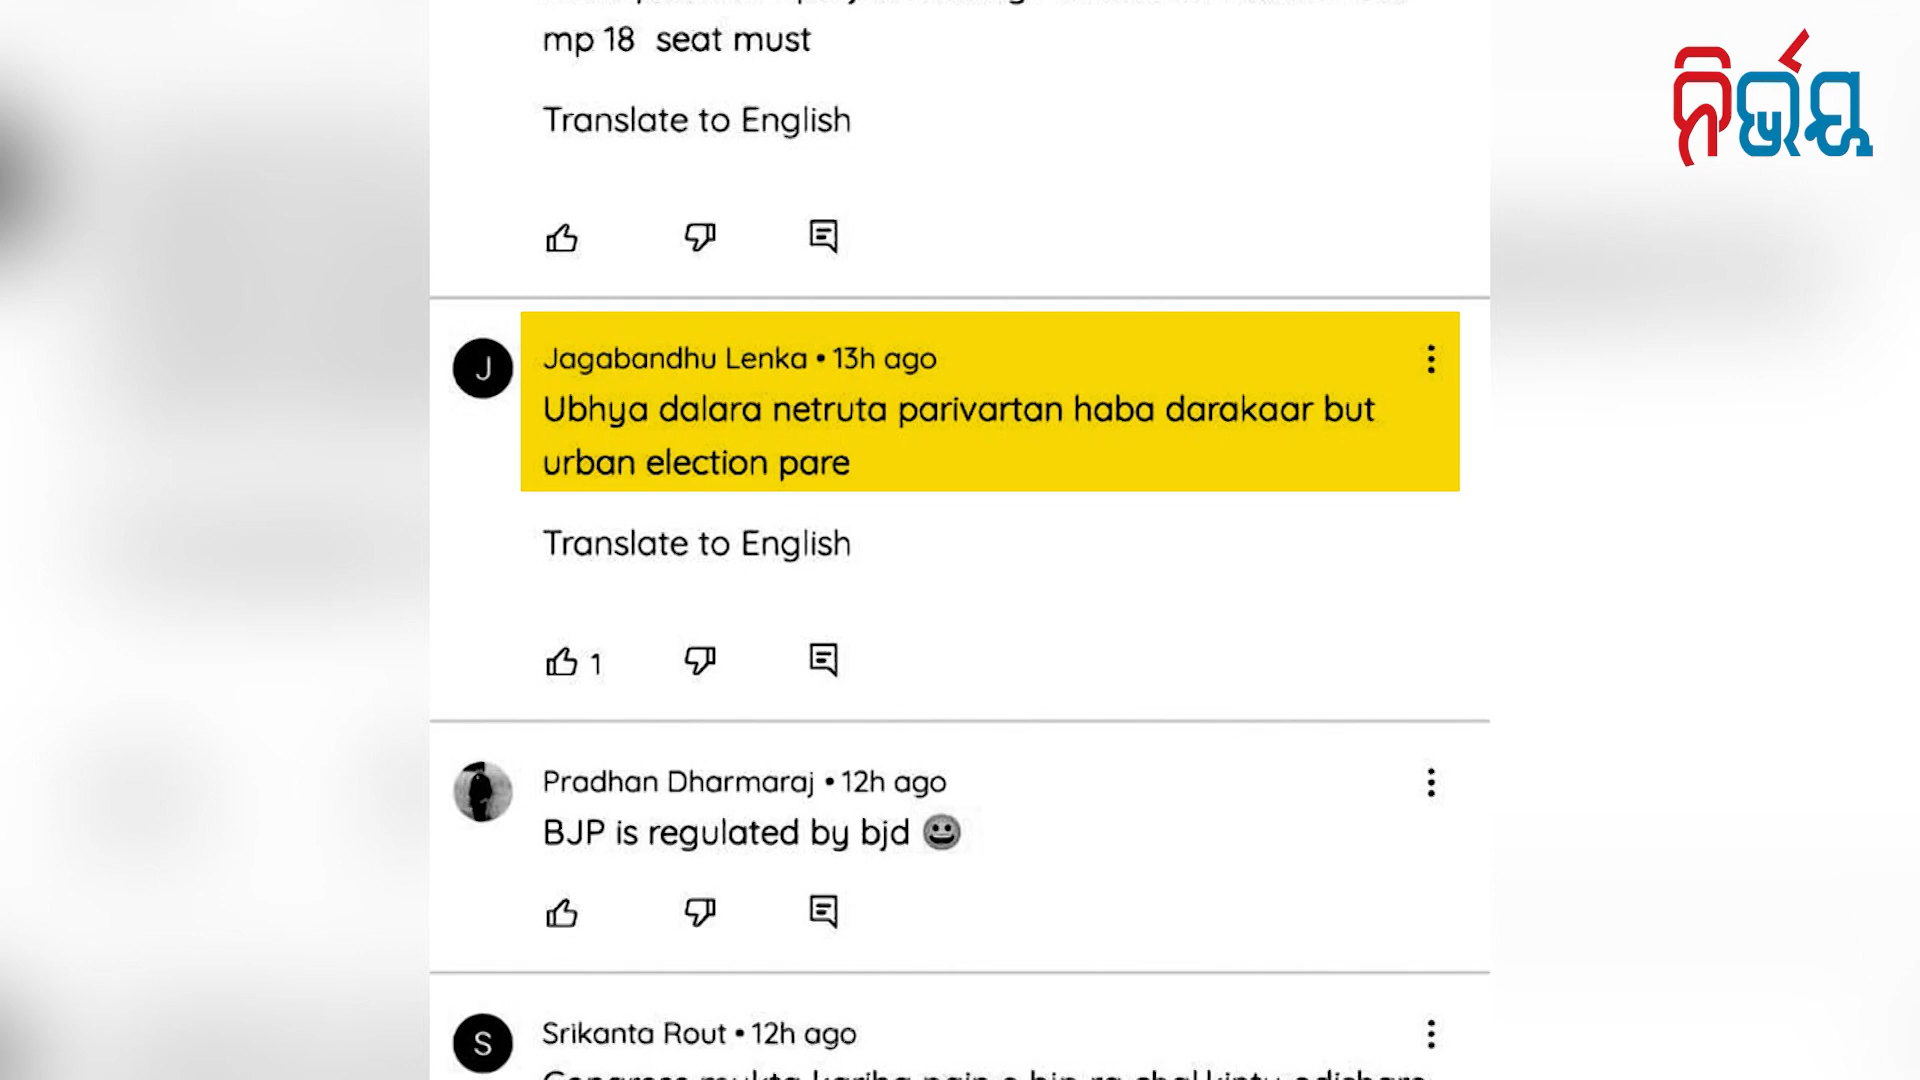 mp 18 seat must
Translate to English
ନିର୍ଭୟ
J
Jagabandhu Lenka • 13h ago
Ubhya dalara netruta parivartan haba darakaar but
urban election pare
Translate to English
1
Pradhan Dharmaraj • 12h ago
BJP is regulated by bjd 😀
S
Srikanta Rout • 12h ago